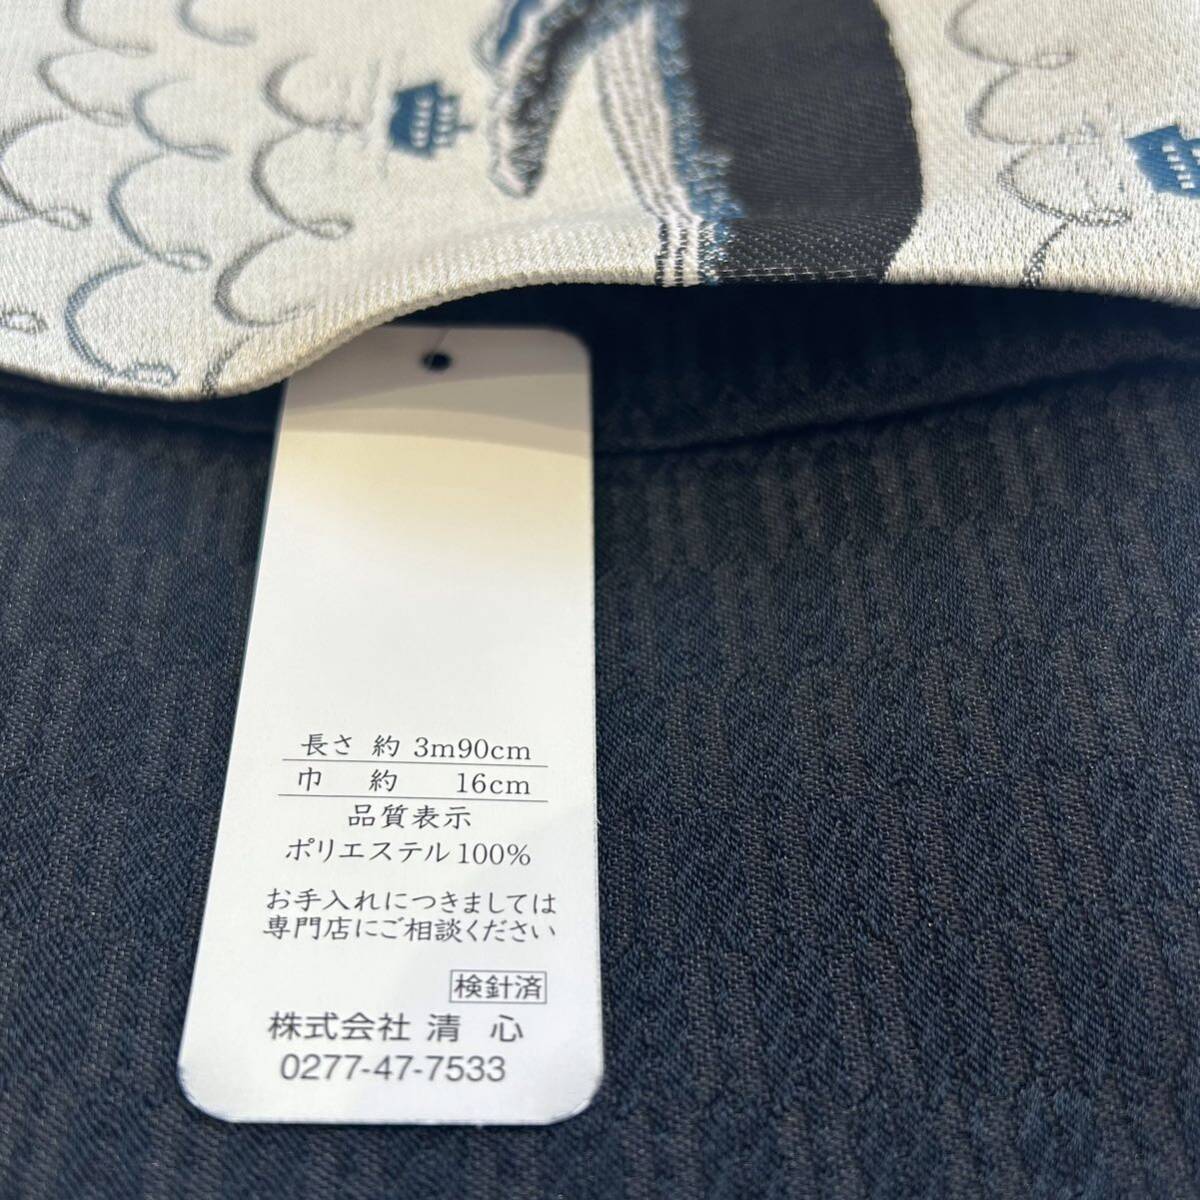 長さ 約 3m90cm
巾 約 16cm
品質表示
ポリエステル100%
お手入れにつきましては
専門店にご相談ください
検針済
株式会社 清 心
0277-47-7533